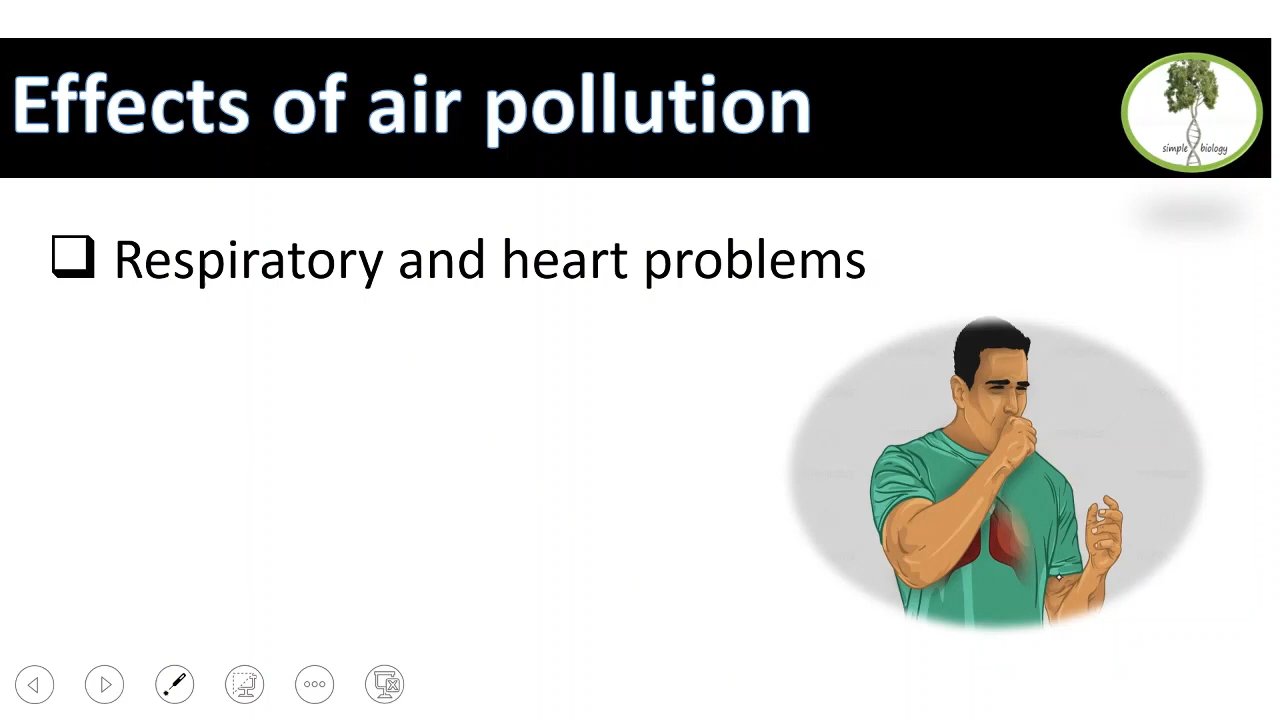 Effects of air pollution
simple biology
Respiratory and heart problems